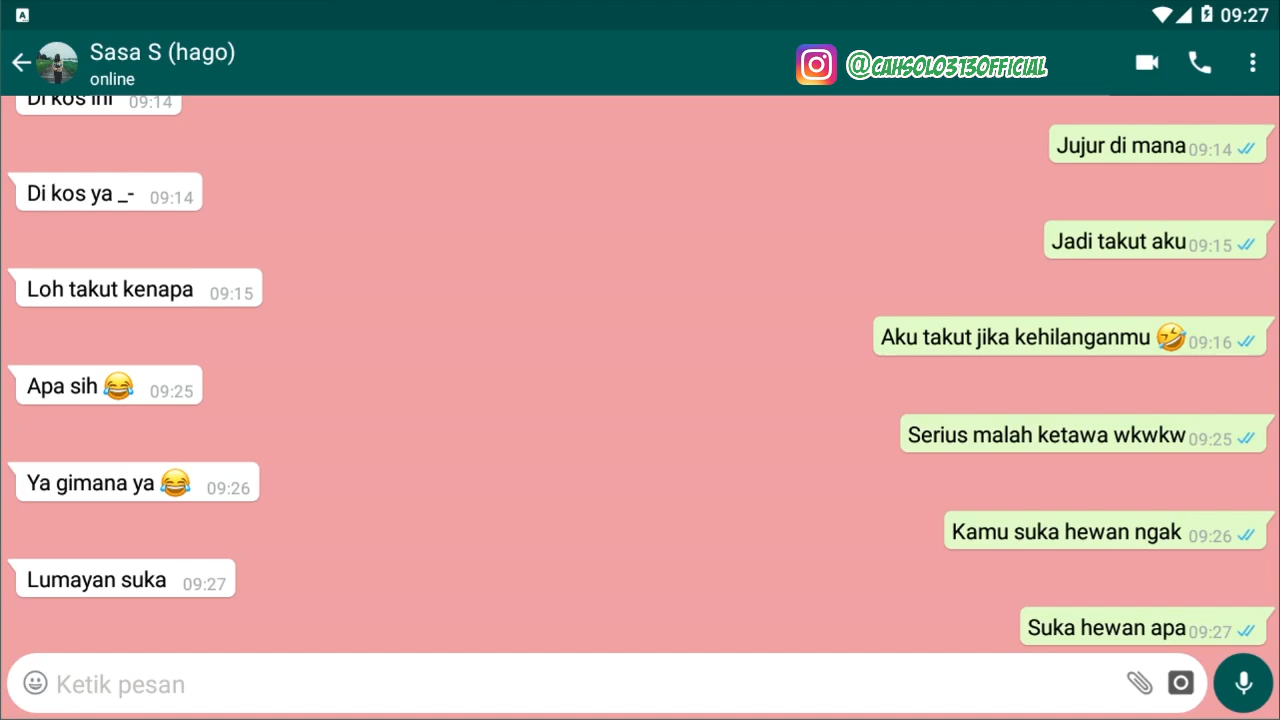 A
09:27
Sasa S (hago)
online
@CAHSOLO313OFFICIAL
Di kos ini 09:14
Jujur di mana 09:14
Di kos ya _- 09:14
Jadi takut aku 09:15
Loh takut kenapa 09:15
Aku takut jika kehilanganmu 🤣 09:16
Apa sih 😂 09:25
Serius malah ketawa wkwkw 09:25
Ya gimana ya 😂 09:26
Kamu suka hewan ngak 09:26
Lumayan suka 09:27
Suka hewan apa 09:27
Ketik pesan